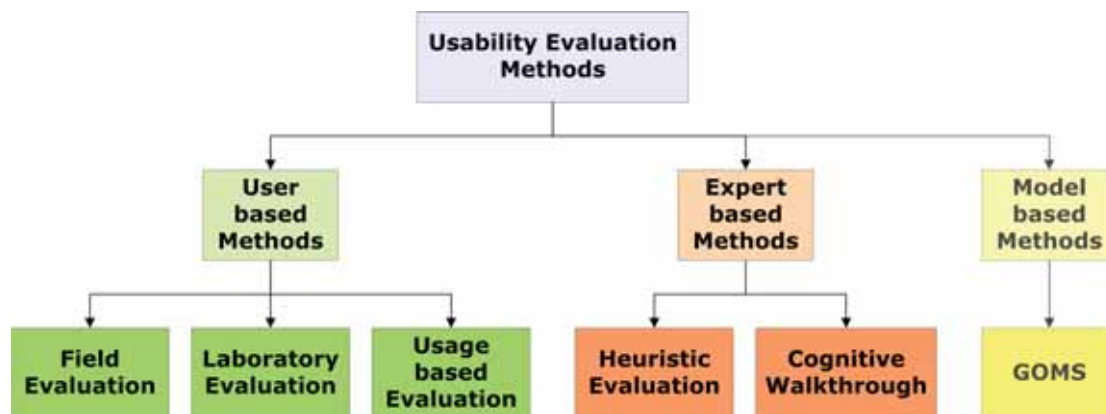 Usability Evaluation
Methods
User
based
Methods
Expert
based
Methods
Model
based
Methods
Field
Evaluation
Laboratory
Evaluation
Usage
based
Evaluation
Heuristic
Evaluation
Cognitive
Walkthrough
GOMS